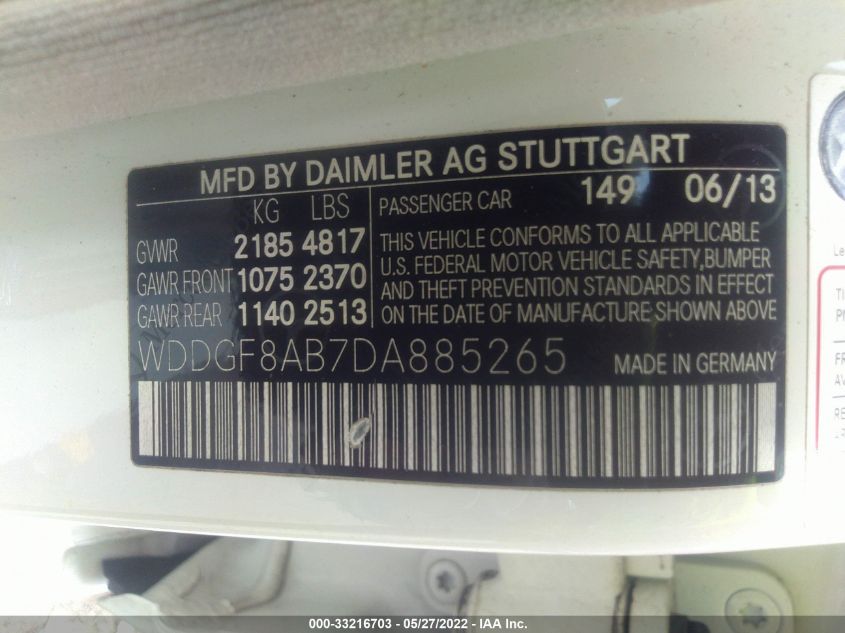 MFD BY DAIMLER AG STUTTGART
KG LBS
GVWR 2185 4817
GAWR FRONT 1075 2370
GAWR REAR 1140 2513
PASSENGER CAR 149 06/13
THIS VEHICLE CONFORMS TO ALL APPLICABLE
U.S. FEDERAL MOTOR VEHICLE SAFETY,BUMPER
AND THEFT PREVENTION STANDARDS IN EFFECT
ON THE DATE OF MANUFACTURE SHOWN ABOVE
WDDGF8AB7DA885265 MADE IN GERMANY
000-33216703 - 05/27/2022 - IAA Inc.